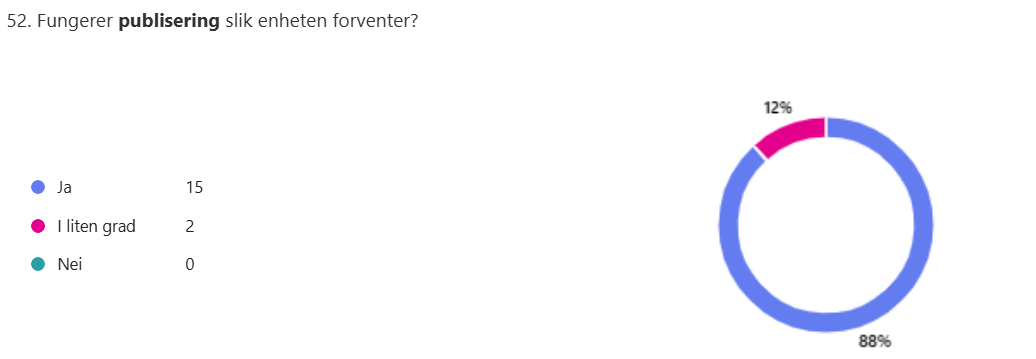 52. Fungerer publisering slik enheten forventer?
12%
Ja 15
I liten grad 2
Nei 0
88%